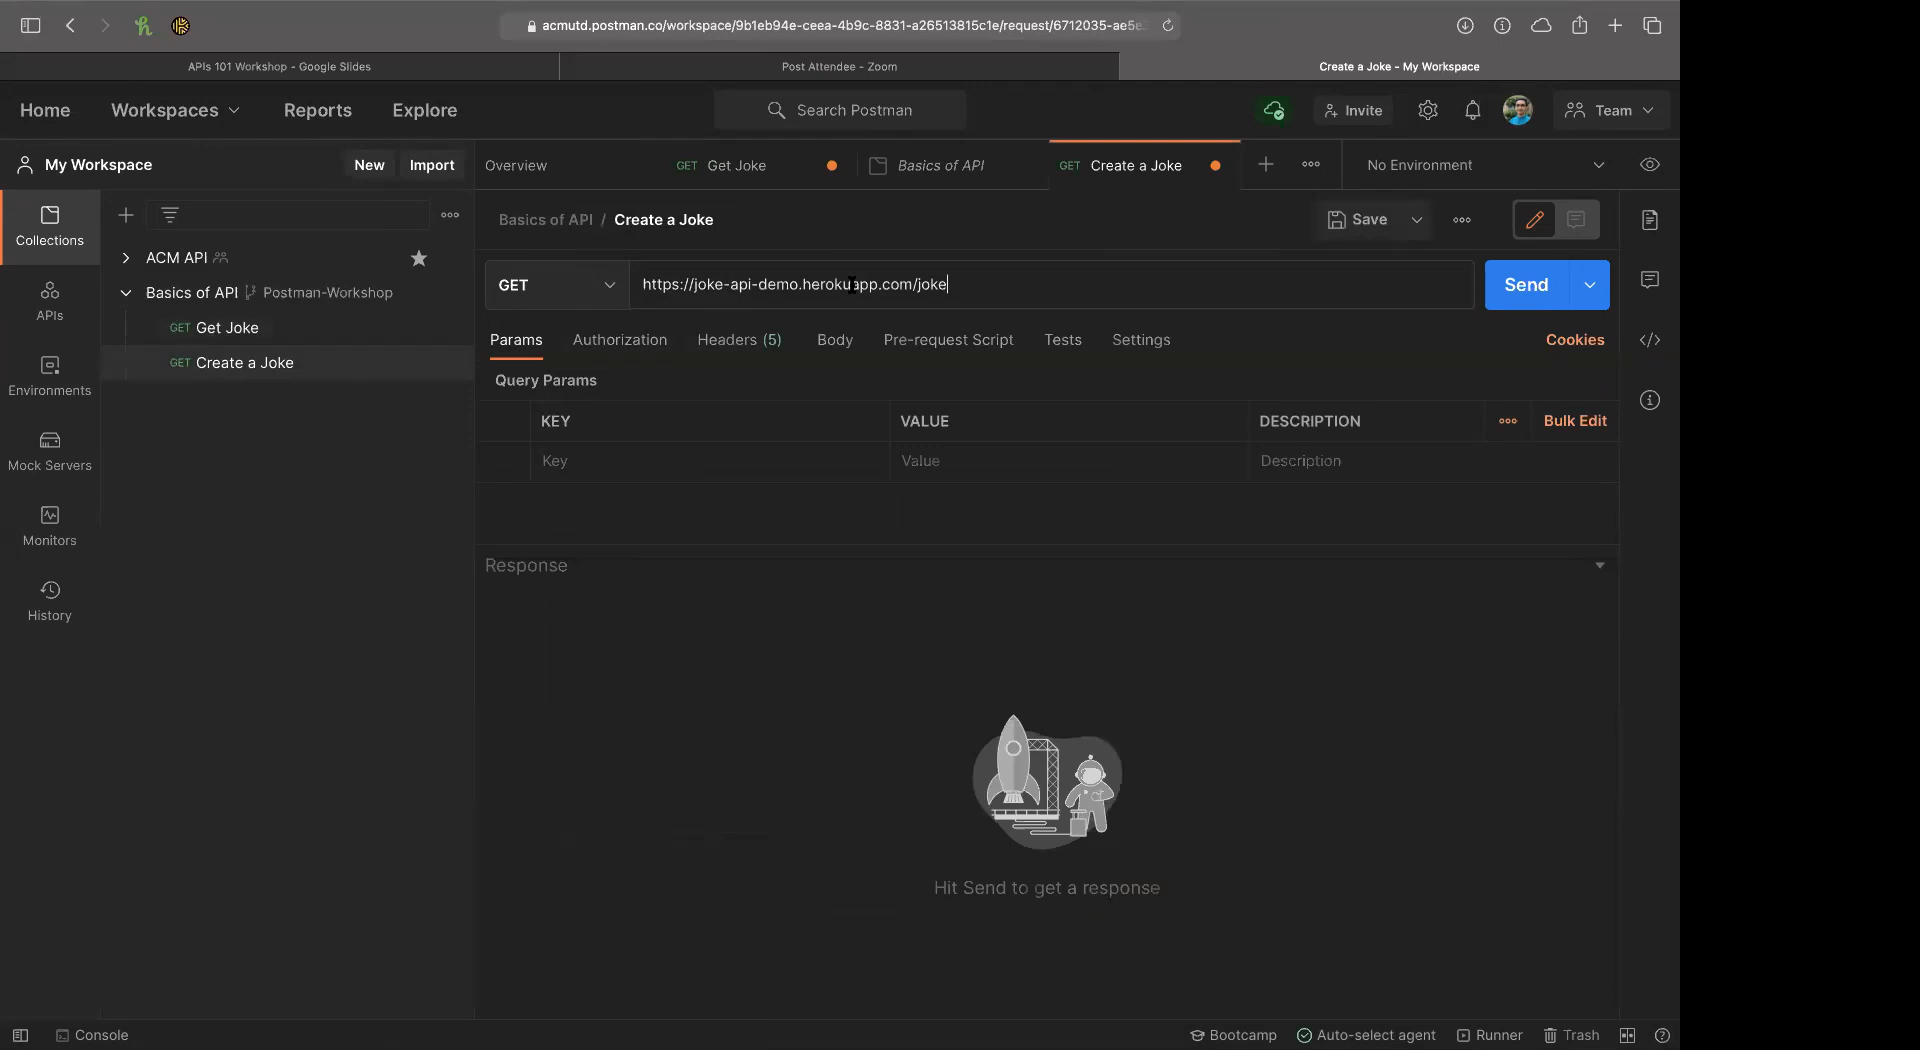 acmutd.postman.co/workspace/9b1eb94e-ceea-4b9c-8831-a26513815c1e/request/6712035-ae5e
APIs 101 Workshop - Google Slides
Post Attendee - Zoom
Create a Joke - My Workspace
Home
Workspaces
Reports
Explore
Search Postman
Invite
Team
My Workspace
New
Import
Overview
GET Get Joke
Basics of API
GET Create a Joke
No Environment
Collections
APIs
Environments
Mock Servers
Monitors
History
ACM API
Basics of API Postman-Workshop
GET Get Joke
GET Create a Joke
Basics of API / Create a Joke
Save
GET
https://joke-api-demo.herokuapp.com/joke
Send
Params
Authorization
Headers (5)
Body
Pre-request Script
Tests
Settings
Cookies
Query Params
KEY
VALUE
DESCRIPTION
Bulk Edit
Key
Value
Description
Response
Hit Send to get a response
Console
Bootcamp
Auto-select agent
Runner
Trash